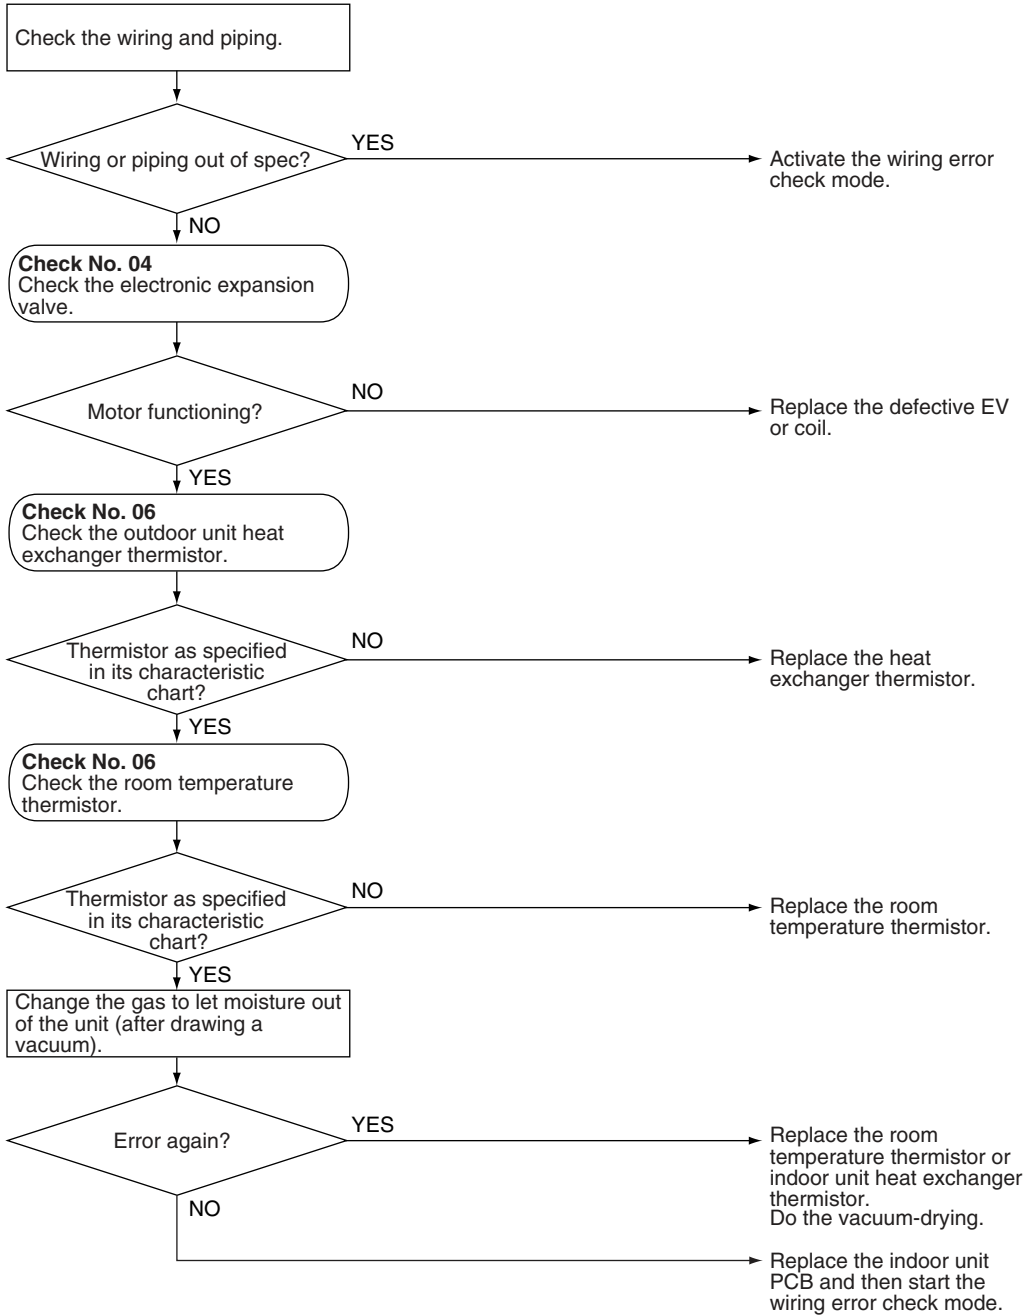 Check the wiring and piping.
Wiring or piping out of spec?
YES
Activate the wiring error
check mode.
NO
Check No. 04
Check the electronic expansion
valve.
Motor functioning?
NO
Replace the defective EV
or coil.
YES
Check No. 06
Check the outdoor unit heat
exchanger thermistor.
Thermistor as specified
in its characteristic
chart?
NO
Replace the heat
exchanger thermistor.
YES
Check No. 06
Check the room temperature
thermistor.
Thermistor as specified
in its characteristic
chart?
NO
Replace the room
temperature thermistor.
YES
Change the gas to let moisture out
of the unit (after drawing a
vacuum).
Error again?
YES
Replace the room
temperature thermistor or
indoor unit heat exchanger
thermistor.
Do the vacuum-drying.
NO
Replace the indoor unit
PCB and then start the
wiring error check mode.